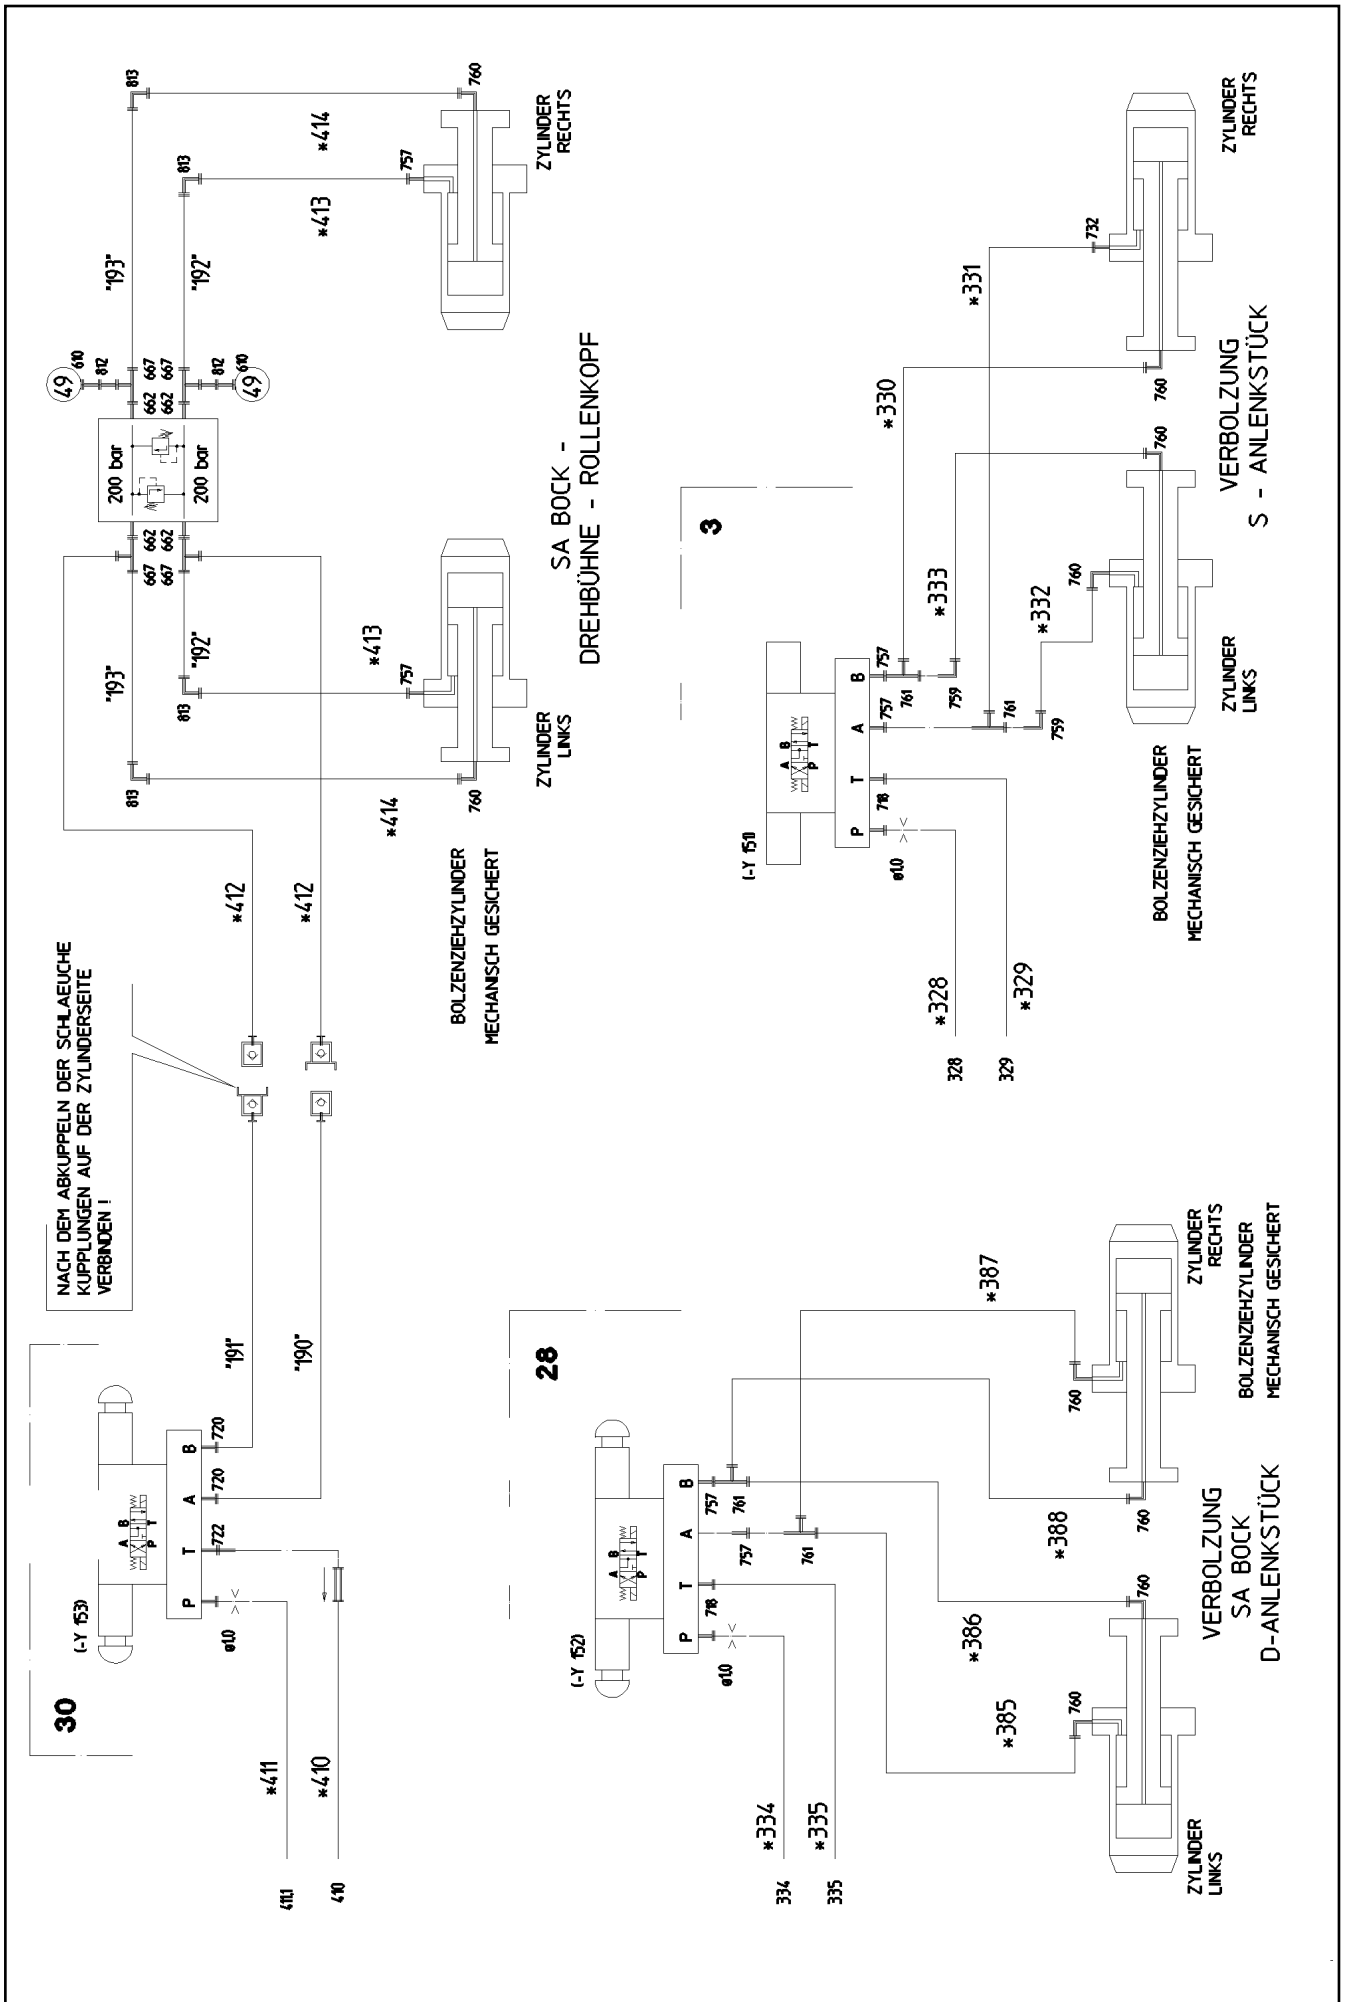 30
(-Y 153)
P
T
A
B
A
B
P
T
ø1,0
722
720
720
*411
*410
411.1
410
"191"
"190"
NACH DEM ABKUPPELN DER SCHLAEUCHE
KUPPLUNGEN AUF DER ZYLINDERSEITE
VERBINDEN !
*412
*412
813
"193"
813
"192"
667
662
667
662
200 bar
200 bar
662
667
662
667
49
610
812
49
610
812
"193"
"192"
813
813
*414
*413
757
760
*414
*413
757
760
ZYLINDER
LINKS
ZYLINDER
RECHTS
BOLZENZIEHZYLINDER
MECHANISCH GESICHERT
SA BOCK -
DREHBÜHNE - ROLLENKOPF
28
(-Y 152)
P
T
A
B
A
B
P
T
ø1,0
718
757
761
757
761
*334
*335
334
335
*385
*386
*387
*388
760
760
760
760
ZYLINDER
LINKS
ZYLINDER
RECHTS
BOLZENZIEHZYLINDER
MECHANISCH GESICHERT
VERBOLZUNG
SA BOCK
D-ANLENKSTÜCK
3
(-Y 151)
P
T
A
B
A
B
P
T
ø1,0
718
757
757
761
759
761
759
*328
*329
328
329
*330
*331
*332
*333
760
760
760
732
ZYLINDER
LINKS
ZYLINDER
RECHTS
BOLZENZIEHZYLINDER
MECHANISCH GESICHERT
VERBOLZUNG
S - ANLENKSTÜCK